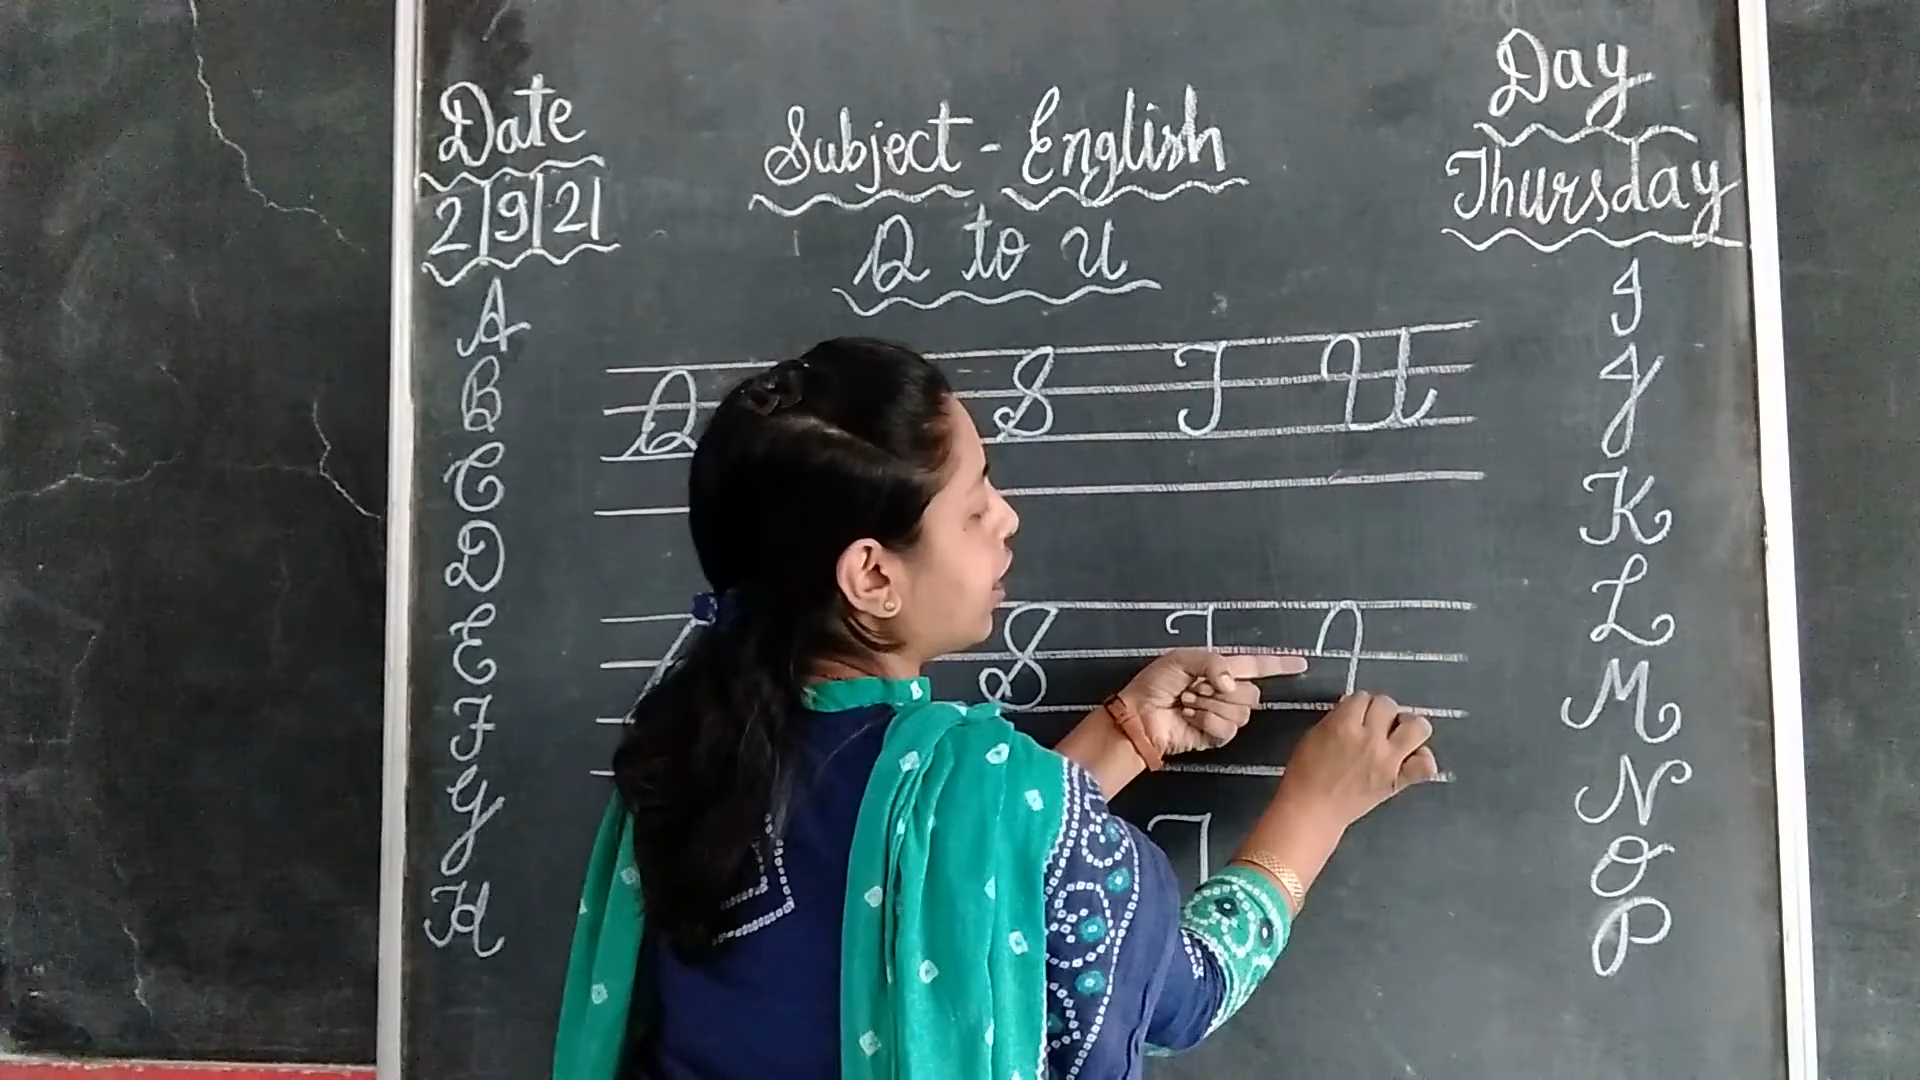 Date
2/9/21
Subject - English
Q to U
Day
Thursday
A
B
C
D
E
F
G
H
Q S T U
S T
T
I
J
K
L
M
N
O
P